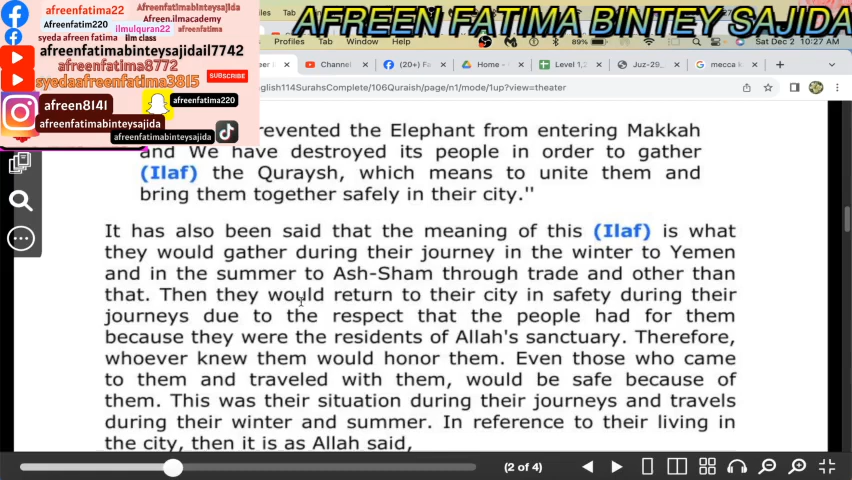 AFREEN FATIMA BINTEY SAJIDA
afreenfatima22
Afreenfatimabinteysajida
Afreenfatim220
Afreen.ilmacademy
ilmulquran22
afreenfatima
syeda afreen fatima
ilm class
afreenfatimabinteysajidail7742
afreenfatima8772
syedaafreenfatima3815
SUBSCRIBE
afreen8141
afreenfatima220
afreenfatimabinteysajida
afreenfatimabinteysajida
Profiles Tab Window Help
89%
Sat Dec 2 10:27 AM
Channel
(20+) Fa
Home - G
Level 1,2
Juz-29_
mecca k
nglish114SurahsComplete/106Quraish/page/n1/mode/1up?view=theater
revented the Elephant from entering Makkah
and We have destroyed its people in order to gather
(Ilaf) the Quraysh, which means to unite them and
bring them together safely in their city."
It has also been said that the meaning of this (Ilaf) is what
they would gather during their journey in the winter to Yemen
and in the summer to Ash-Sham through trade and other than
that. Then they would return to their city in safety during their
journeys due to the respect that the people had for them
because they were the residents of Allah's sanctuary. Therefore,
whoever knew them would honor them. Even those who came
to them and traveled with them, would be safe because of
them. This was their situation during their journeys and travels
during their winter and summer. In reference to their living in
the city, then it is as Allah said,
(2 of 4)